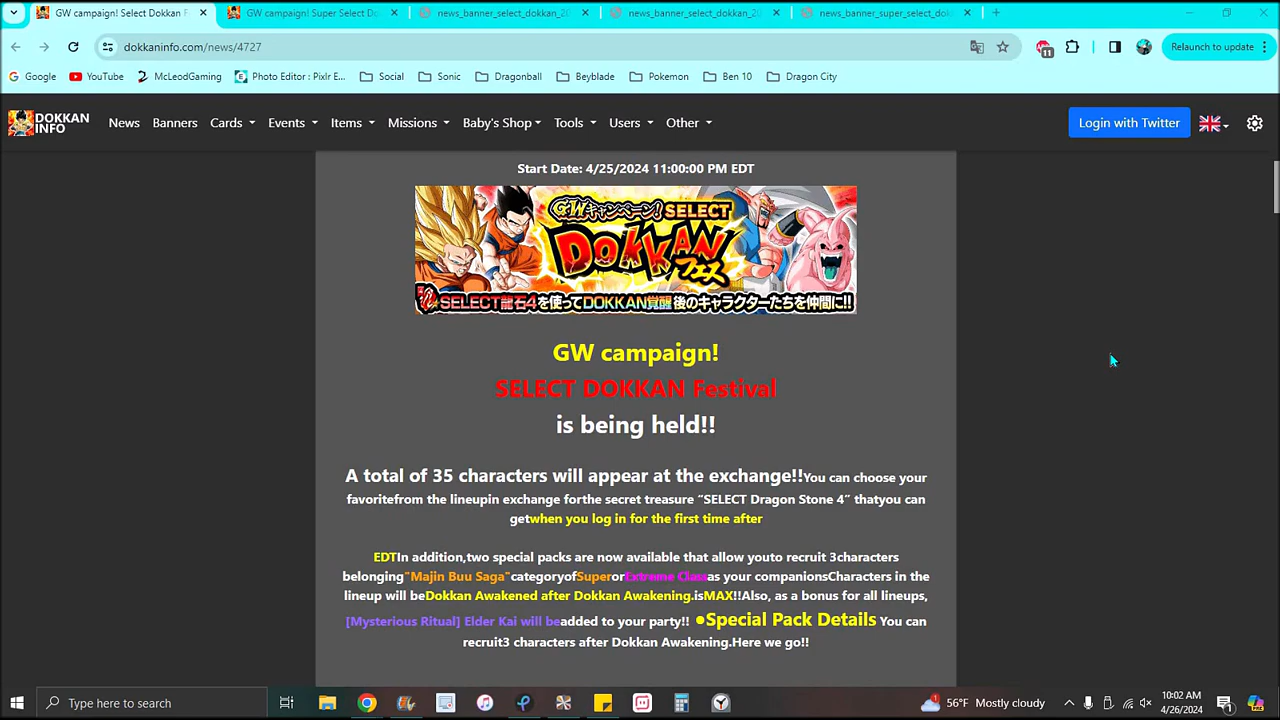 GW campaign! Select Dokkan F
GW campaign! Super Select Do
news_banner_select_dokkan_20
news_banner_select_dokkan_20
news_banner_super_select_dok
dokkaninfo.com/news/4727
11
Relaunch to update
Google
YouTube
McLeodGaming
Photo Editor : Pixlr E...
Social
Sonic
Dragonball
Beyblade
Pokemon
Ben 10
Dragon City
DOKKAN
INFO
News
Banners
Cards
Events
Items
Missions
Baby's Shop
Tools
Users
Other
Login with Twitter
Start Date: 4/25/2024 11:00:00 PM EDT
GWキャンペーン! SELECT
DOKKAN
フェス
SELECT龍石4を使ってDOKKAN覚醒後のキャラクターたちを仲間に!!
GW campaign!
SELECT DOKKAN Festival
is being held!!
A total of 35 characters will appear at the exchange!!You can choose your
favoritefrom the lineupin exchange forthe secret treasure "SELECT Dragon Stone 4" thatyou can
getwhen you log in for the first time after
EDTIn addition,two special packs are now available that allow youto recruit 3characters
belonging"Majin Buu Saga"categoryofSuperorExtreme Classas your companionsCharacters in the
lineup will beDokkan Awakened after Dokkan Awakening.isMAX!!Also, as a bonus for all lineups,
[Mysterious Ritual] Elder Kai will beadded to your party!! ●Special Pack Details You can
recruit3 characters after Dokkan Awakening.Here we go!!
Type here to search
56°F Mostly cloudy
10:02 AM
4/26/2024